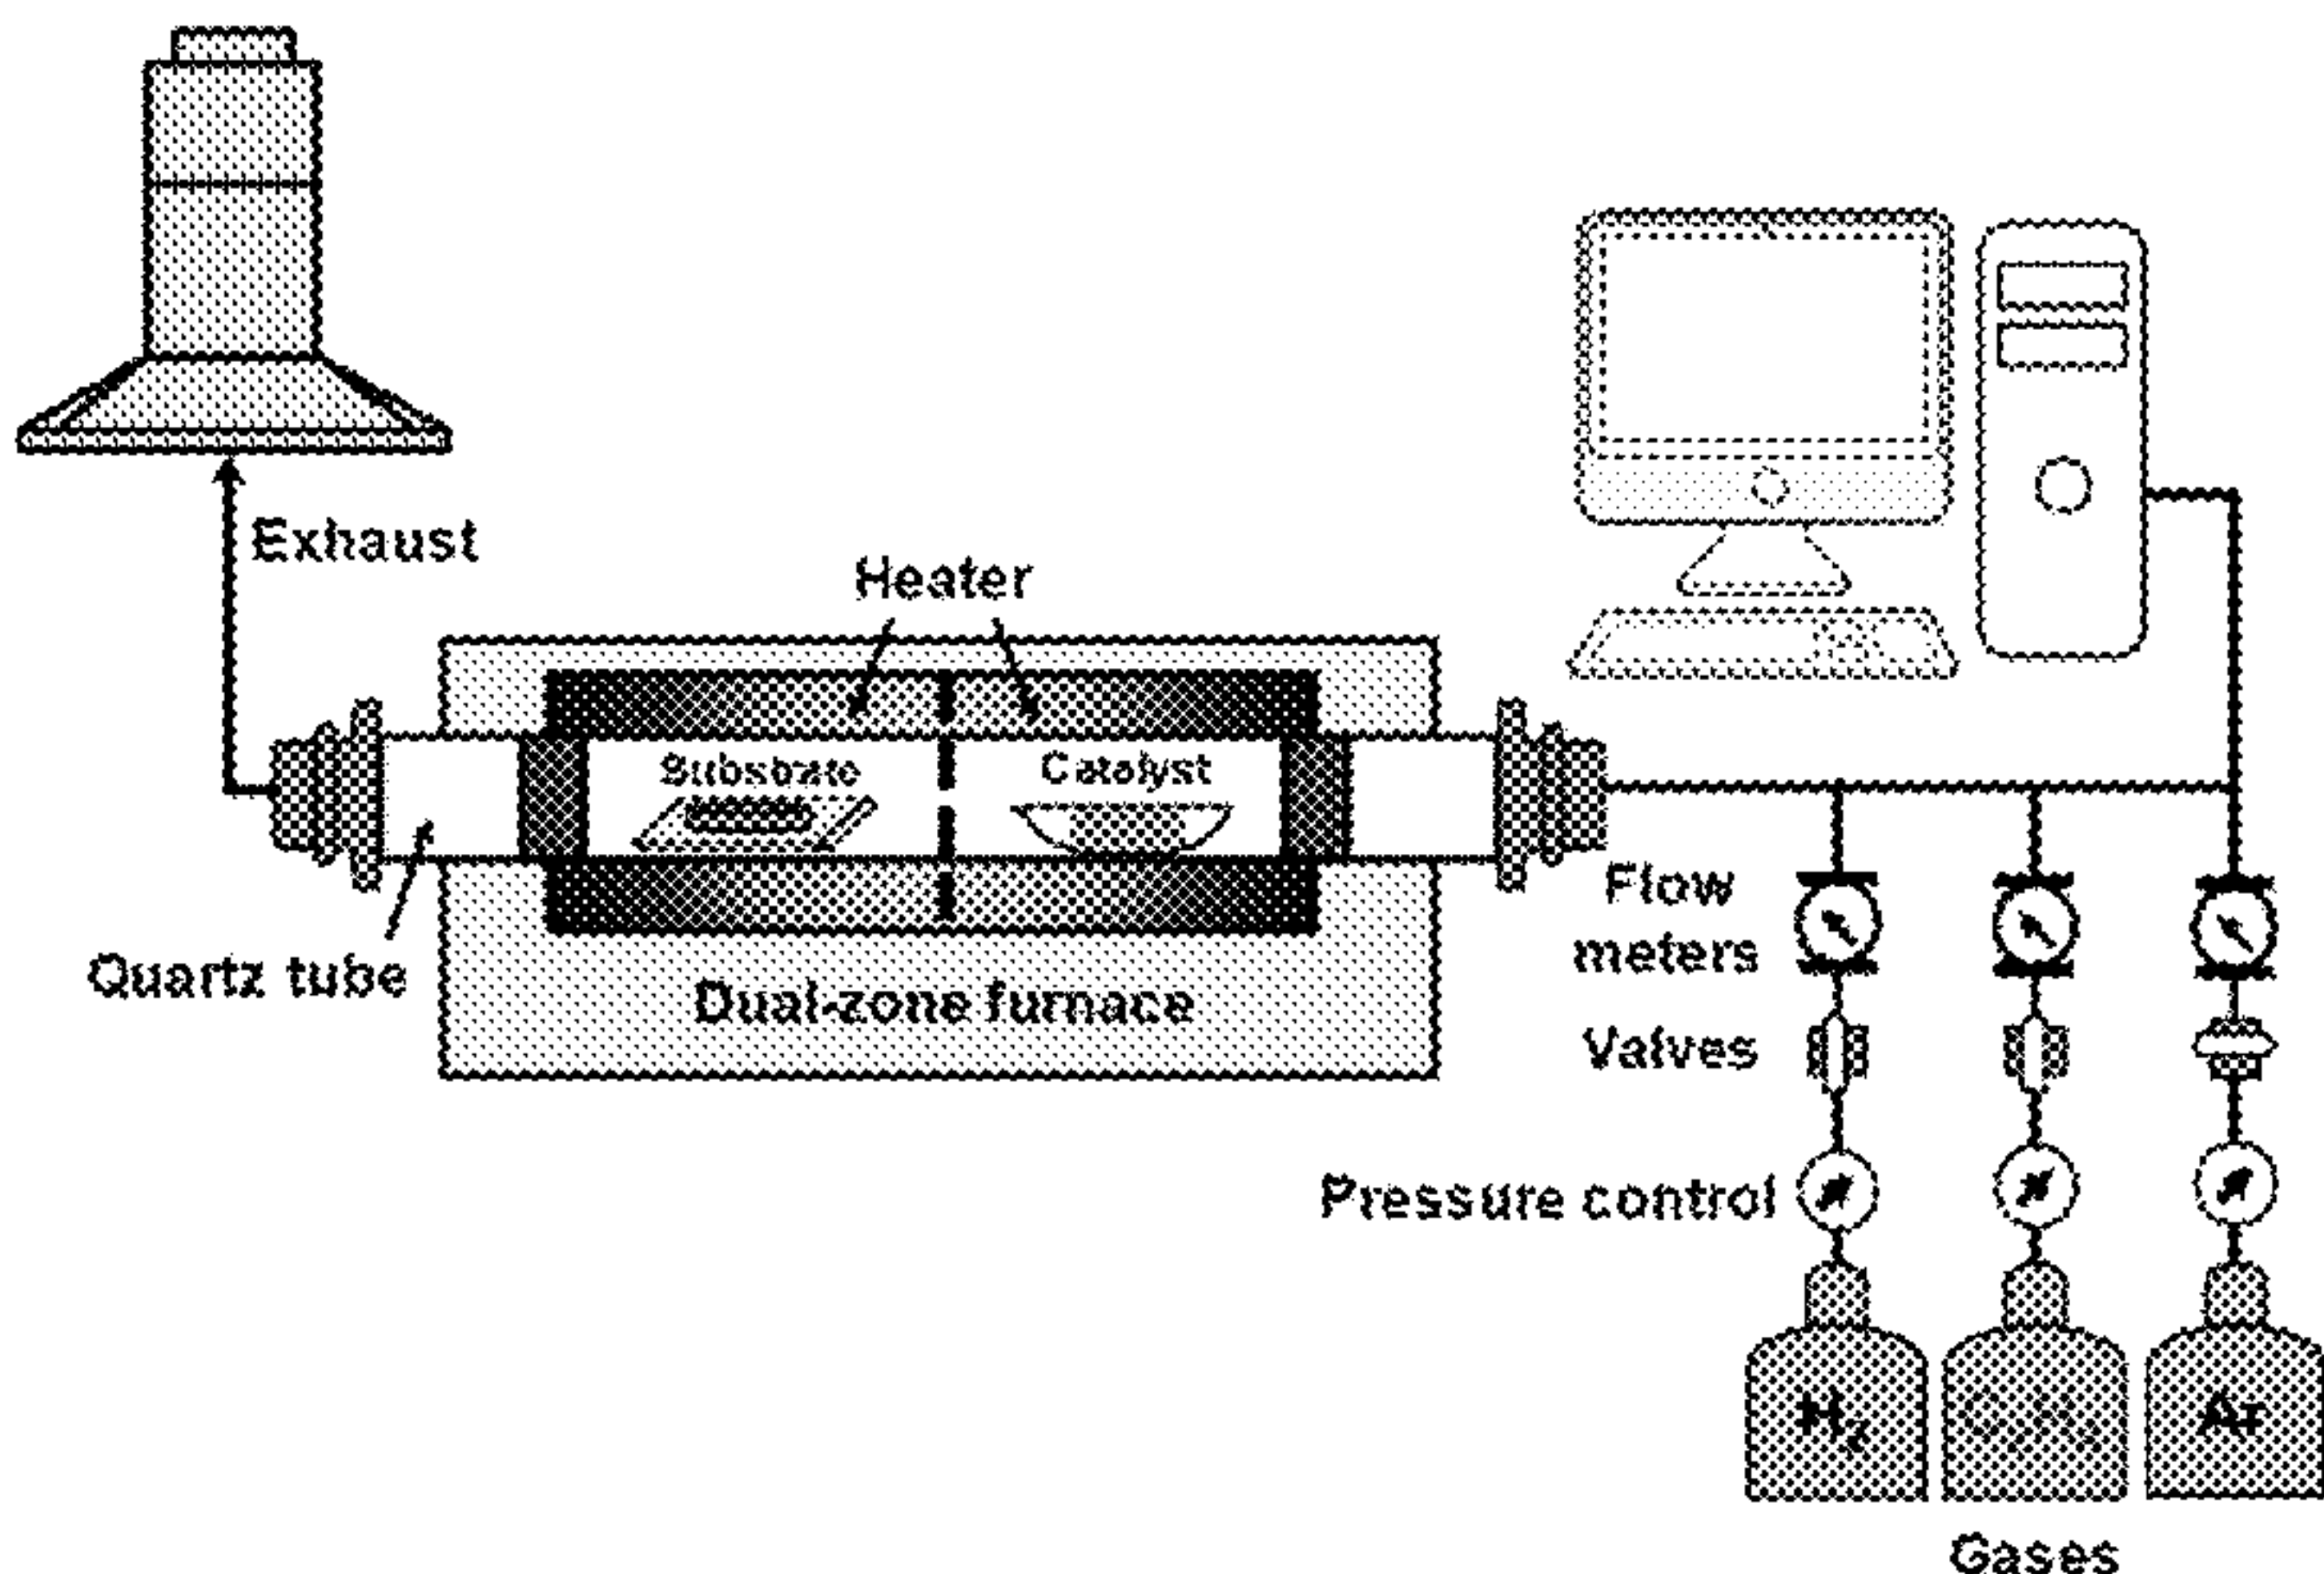 Exhaust
Heater
Substrate
Catalyst
Quartz tube
Dual-zone furnace
Flow
meters
Valves
Pressure control
H₂
Ar
Gases